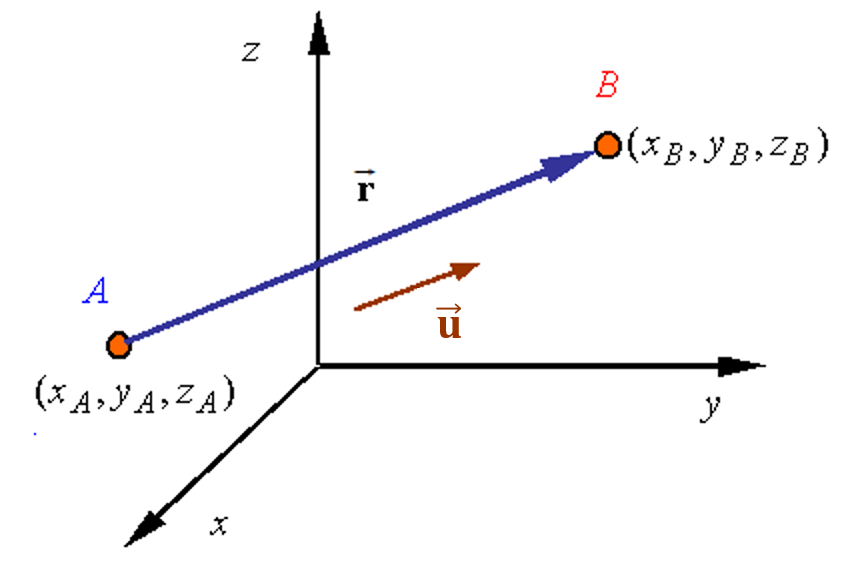 z
B
(x_B, y_B, z_B)
r⃗
A
u⃗
(x_A, y_A, z_A)
y
x